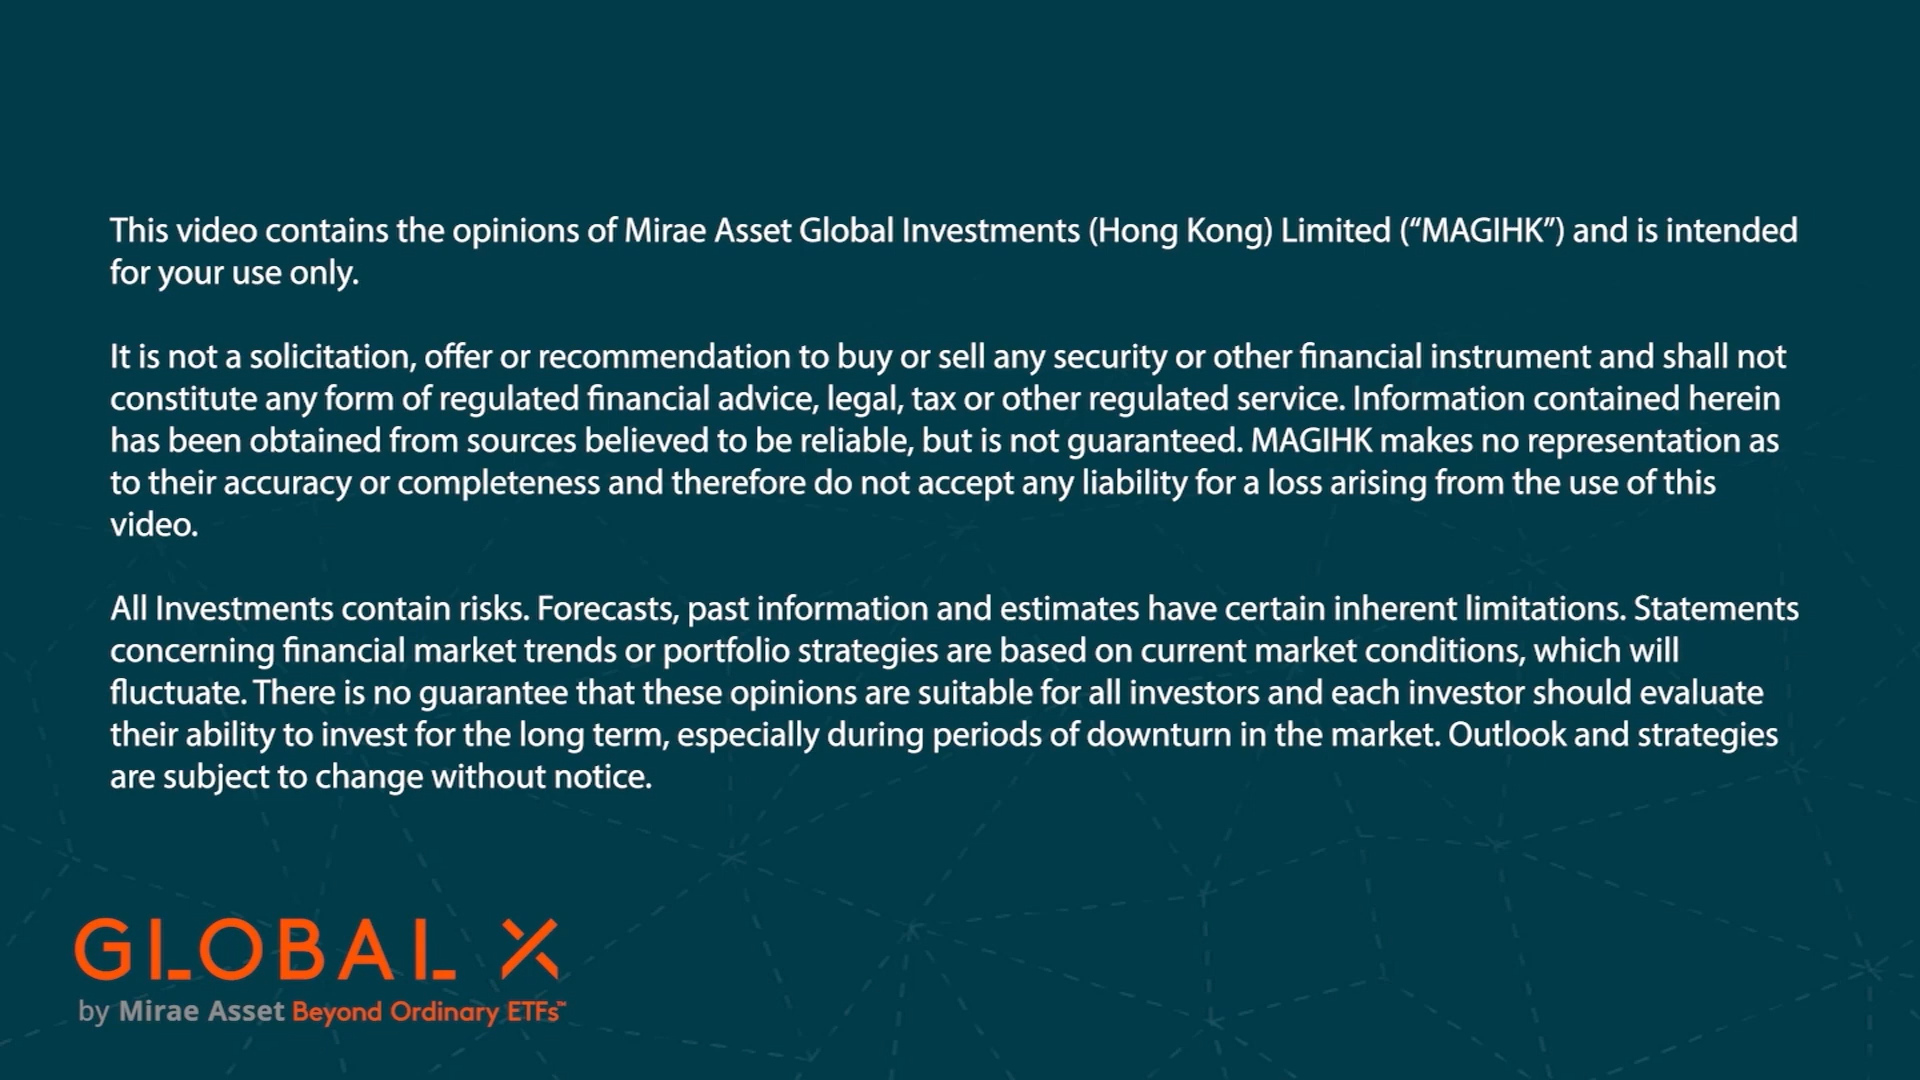 This video contains the opinions of Mirae Asset Global Investments (Hong Kong) Limited (“MAGIHK”) and is intended
for your use only.
It is not a solicitation, offer or recommendation to buy or sell any security or other financial instrument and shall not
constitute any form of regulated financial advice, legal, tax or other regulated service. Information contained herein
has been obtained from sources believed to be reliable, but is not guaranteed. MAGIHK makes no representation as
to their accuracy or completeness and therefore do not accept any liability for a loss arising from the use of this
video.
All Investments contain risks. Forecasts, past information and estimates have certain inherent limitations. Statements
concerning financial market trends or portfolio strategies are based on current market conditions, which will
fluctuate. There is no guarantee that these opinions are suitable for all investors and each investor should evaluate
their ability to invest for the long term, especially during periods of downturn in the market. Outlook and strategies
are subject to change without notice.
GLOBAL X
by Mirae Asset Beyond Ordinary ETFs™